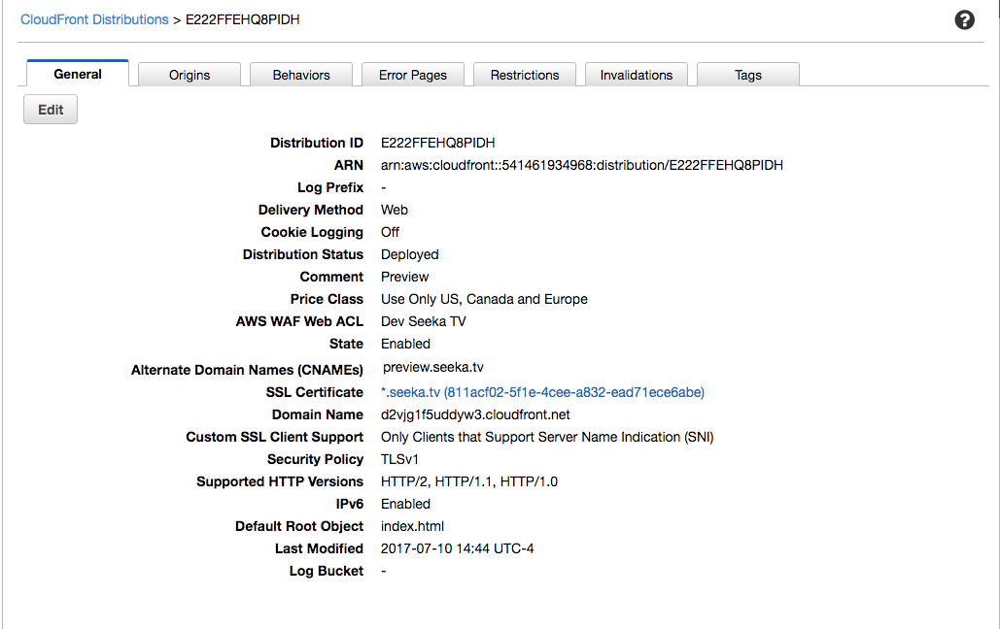 CloudFront Distributions > E222FFEHQ8PIDH
?
General Origins Behaviors Error Pages Restrictions Invalidations Tags
Edit
Distribution ID E222FFEHQ8PIDH
ARN arn:aws:cloudfront::541461934968:distribution/E222FFEHQ8PIDH
Log Prefix -
Delivery Method Web
Cookie Logging Off
Distribution Status Deployed
Comment Preview
Price Class Use Only US, Canada and Europe
AWS WAF Web ACL Dev Seeka TV
State Enabled
Alternate Domain Names (CNAMEs) preview.seeka.tv
SSL Certificate *.seeka.tv (811acf02-5f1e-4cee-a832-ead71ece6abe)
Domain Name d2vjg1f5uddyw3.cloudfront.net
Custom SSL Client Support Only Clients that Support Server Name Indication (SNI)
Security Policy TLSv1
Supported HTTP Versions HTTP/2, HTTP/1.1, HTTP/1.0
IPv6 Enabled
Default Root Object index.html
Last Modified 2017-07-10 14:44 UTC-4
Log Bucket -